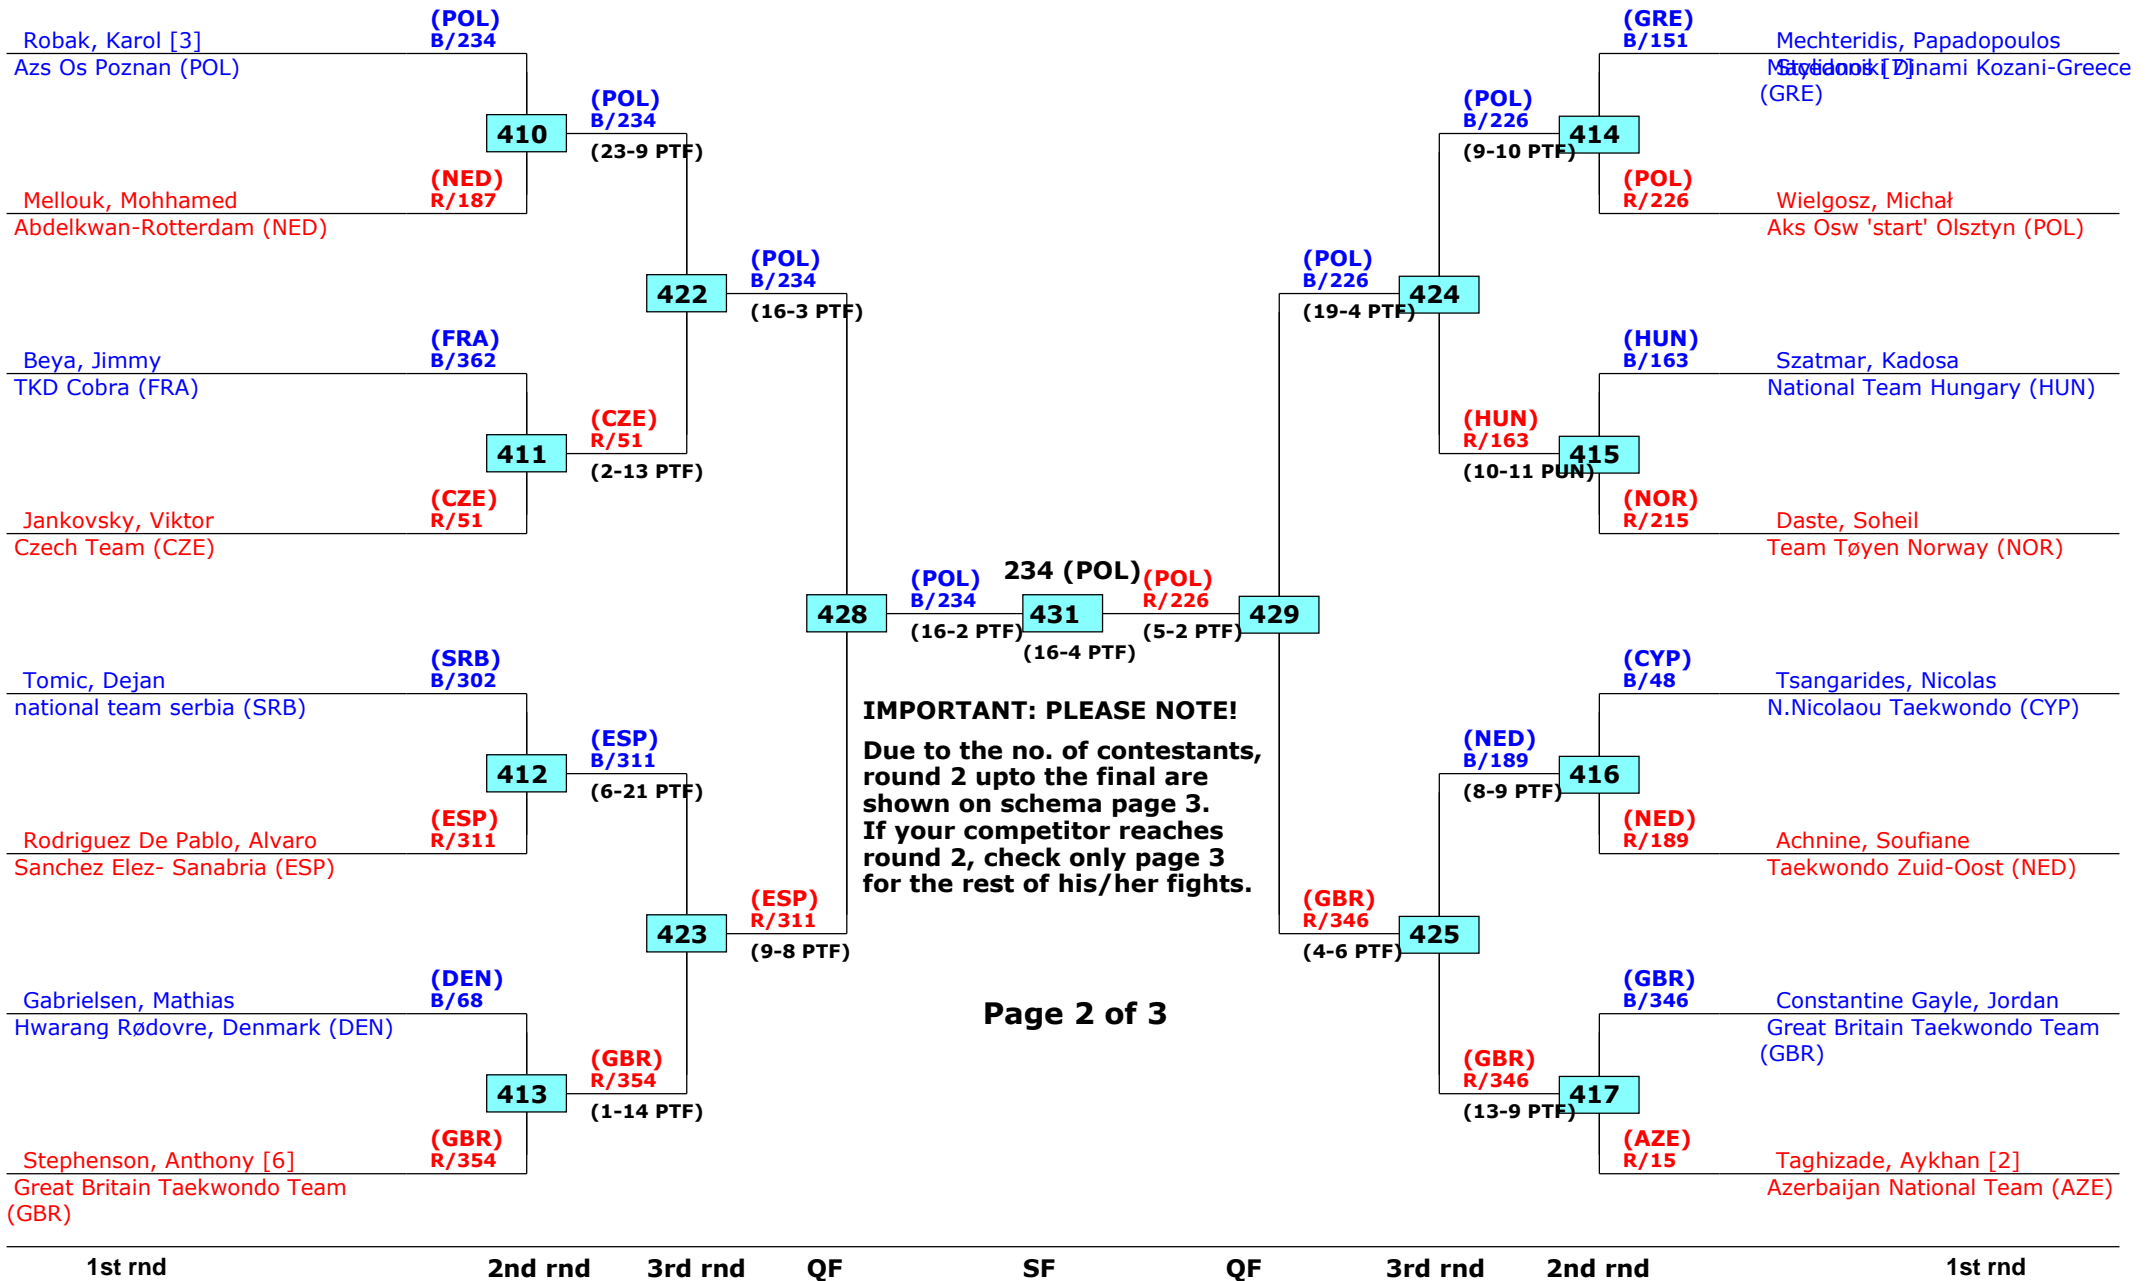 (POL)
B/234
Robak, Karol [3]
Azs Os Poznan (POL)
(POL)
B/234
410
(23-9 PTF)
(NED)
R/187
Mellouk, Mohhamed
Abdelkwan-Rotterdam (NED)
(POL)
B/234
422
(16-3 PTF)
(FRA)
B/362
Beya, Jimmy
TKD Cobra (FRA)
(CZE)
R/51
411
(2-13 PTF)
(CZE)
R/51
Jankovsky, Viktor
Czech Team (CZE)
(SRB)
B/302
Tomic, Dejan
national team serbia (SRB)
(ESP)
B/311
412
(6-21 PTF)
(ESP)
R/311
Rodriguez De Pablo, Alvaro
Sanchez Elez- Sanabria (ESP)
(ESP)
R/311
423
(9-8 PTF)
(DEN)
B/68
Gabrielsen, Mathias
Hwarang Rødovre, Denmark (DEN)
(GBR)
R/354
413
(1-14 PTF)
(GBR)
R/354
Stephenson, Anthony [6]
Great Britain Taekwondo Team
(GBR)
428
(POL)
B/234
(16-2 PTF)
234 (POL)
431
(16-4 PTF)
(POL)
R/226
(5-2 PTF)
429
IMPORTANT: PLEASE NOTE!
Due to the no. of contestants,
round 2 upto the final are
shown on schema page 3.
If your competitor reaches
round 2, check only page 3
for the rest of his/her fights.
Page 2 of 3
(GRE)
B/151
Mechteridis, Papadopoulos
Stylianos [7]
Macedoniki Dinami Kozani-Greece
(GRE)
(POL)
B/226
414
(9-10 PTF)
(POL)
R/226
Wielgosz, Michał
Aks Osw 'start' Olsztyn (POL)
(POL)
B/226
424
(19-4 PTF)
(HUN)
B/163
Szatmar, Kadosa
National Team Hungary (HUN)
(HUN)
R/163
415
(10-11 PUN)
(NOR)
R/215
Daste, Soheil
Team Tøyen Norway (NOR)
(CYP)
B/48
Tsangarides, Nicolas
N.Nicolaou Taekwondo (CYP)
(NED)
B/189
416
(8-9 PTF)
(NED)
R/189
Achnine, Soufiane
Taekwondo Zuid-Oost (NED)
(GBR)
R/346
425
(4-6 PTF)
(GBR)
B/346
Constantine Gayle, Jordan
Great Britain Taekwondo Team
(GBR)
(GBR)
R/346
417
(13-9 PTF)
(AZE)
R/15
Taghizade, Aykhan [2]
Azerbaijan National Team (AZE)
1st rnd 2nd rnd 3rd rnd QF SF QF 3rd rnd 2nd rnd 1st rnd